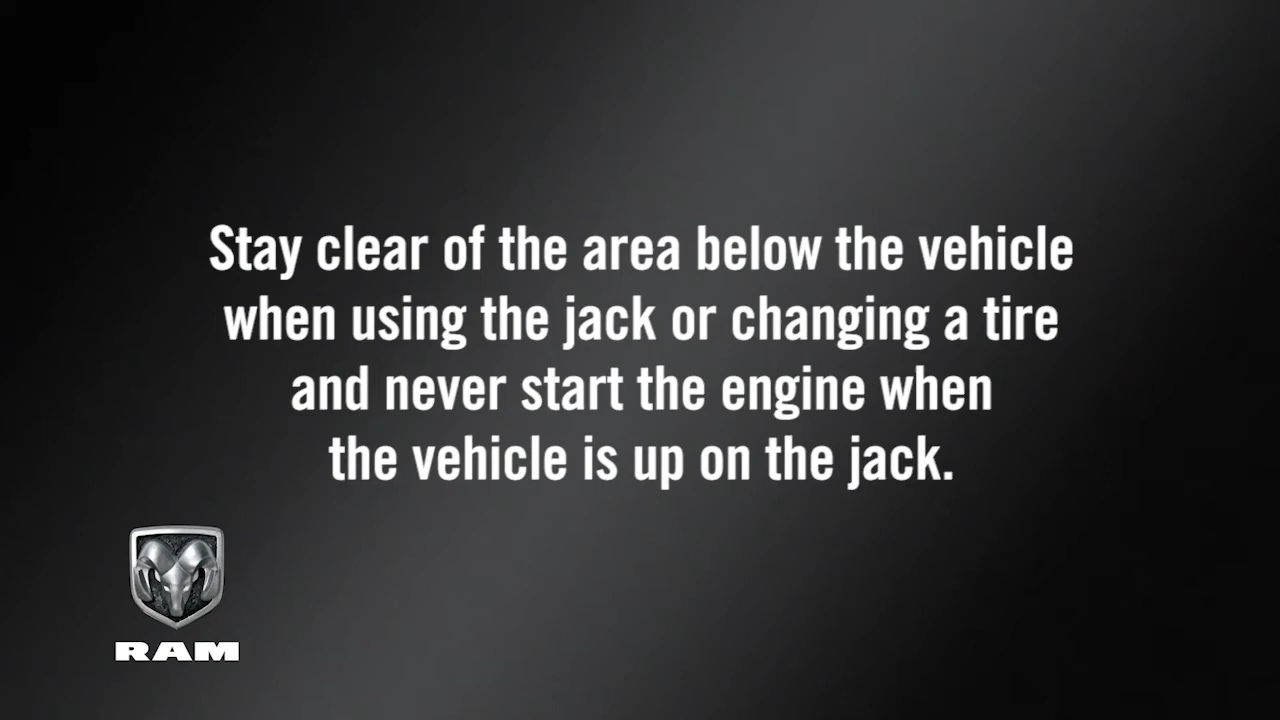 Stay clear of the area below the vehicle
when using the jack or changing a tire
and never start the engine when
the vehicle is up on the jack.
RAM